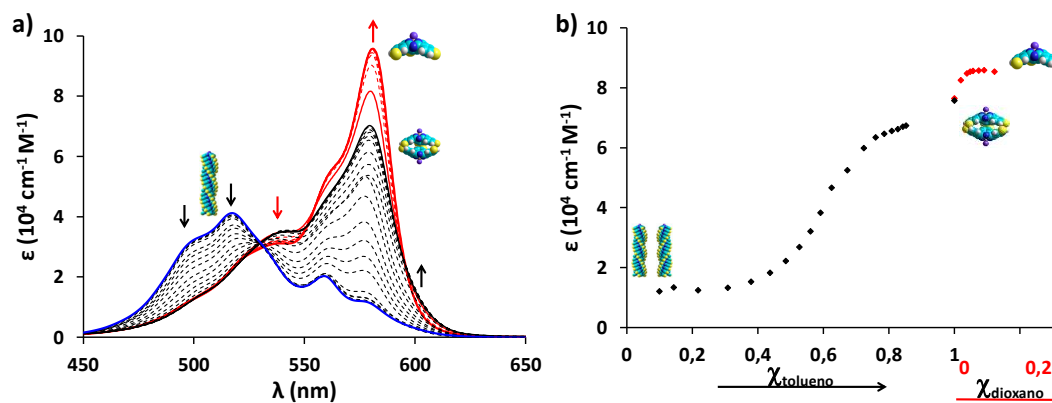 a)
ε (10⁴ cm⁻¹ M⁻¹)
10
8
6
4
2
0
450 500 550 600 650
λ (nm)
b)
ε (10⁴ cm⁻¹ M⁻¹)
10
8
6
4
2
0
0 0,2 0,4 0,6 0,8 1
0 0,2
χtolueno
χdioxano